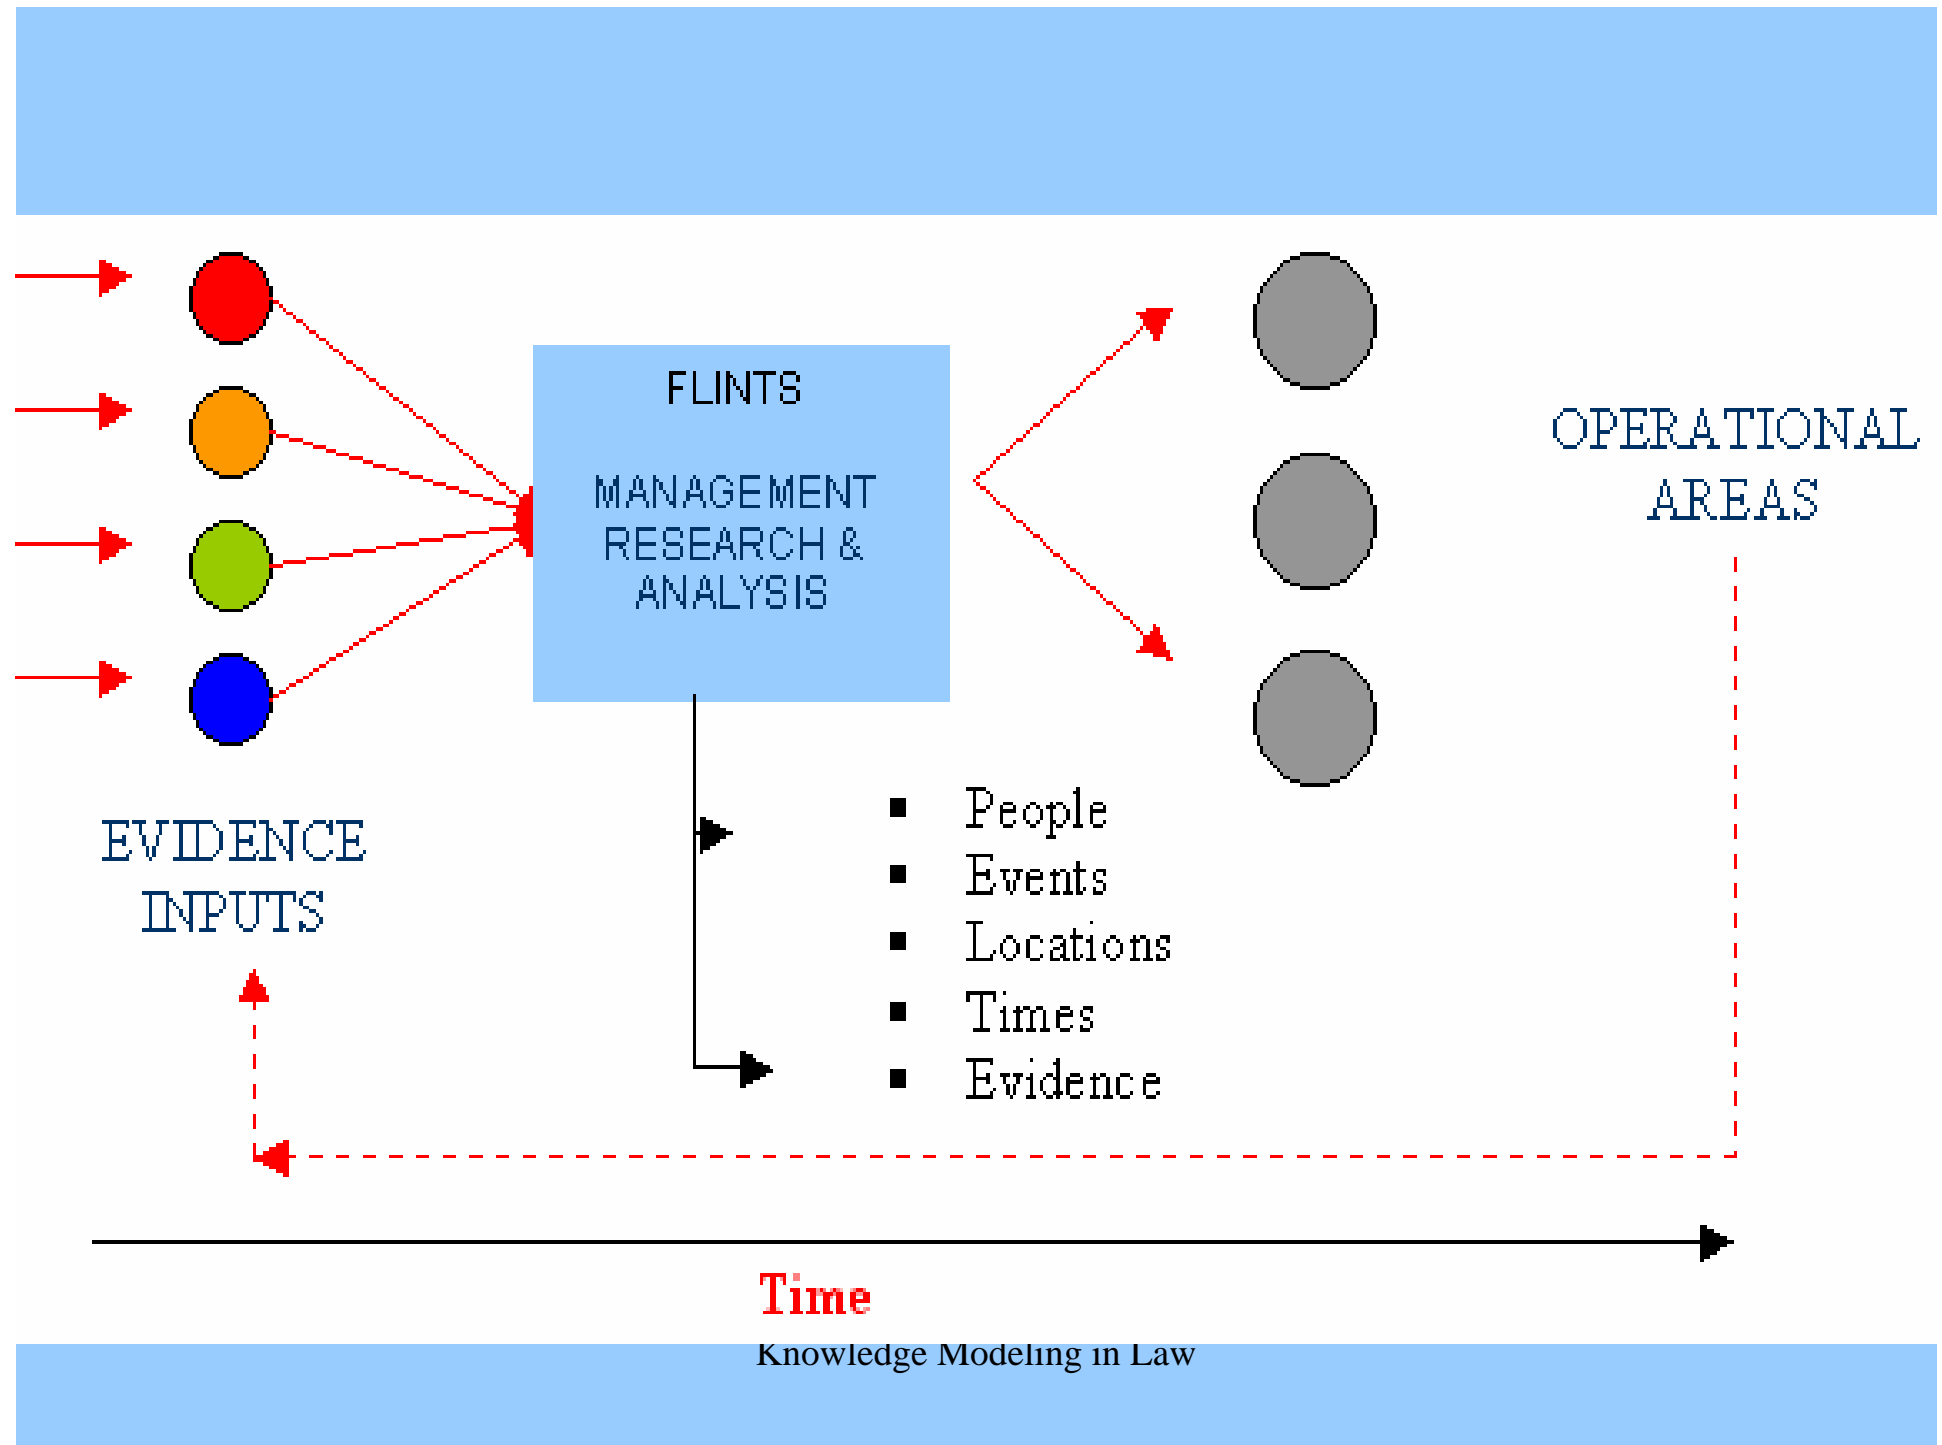 FLINTS
MANAGEMENT
RESEARCH &
ANALYSIS
OPERATIONAL
AREAS
EVIDENCE
INPUTS
▪ People
▪ Events
▪ Locations
▪ Times
▪ Evidence
Time
Knowledge Modeling in Law